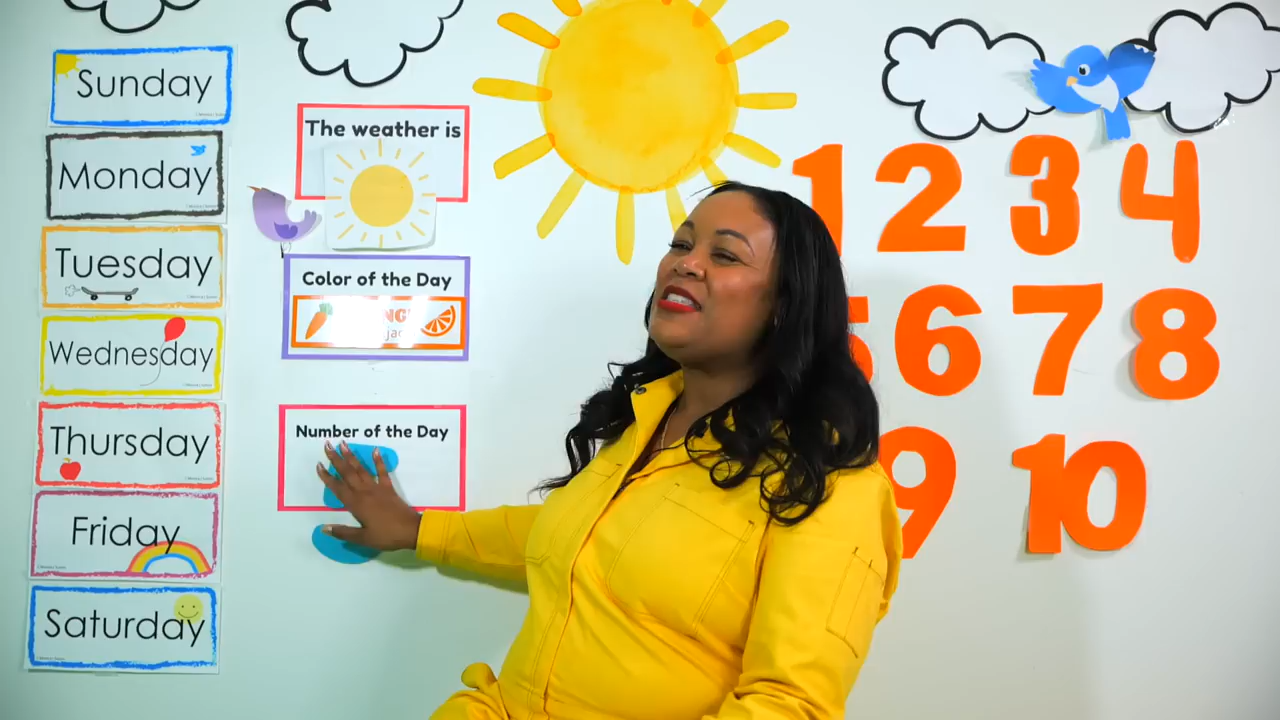 Sunday
Monday
Tuesday
Wednesday
Thursday
Friday
Saturday
The weather is
Color of the Day
Number of the Day
1 2 3 4
6 7 8
9 10